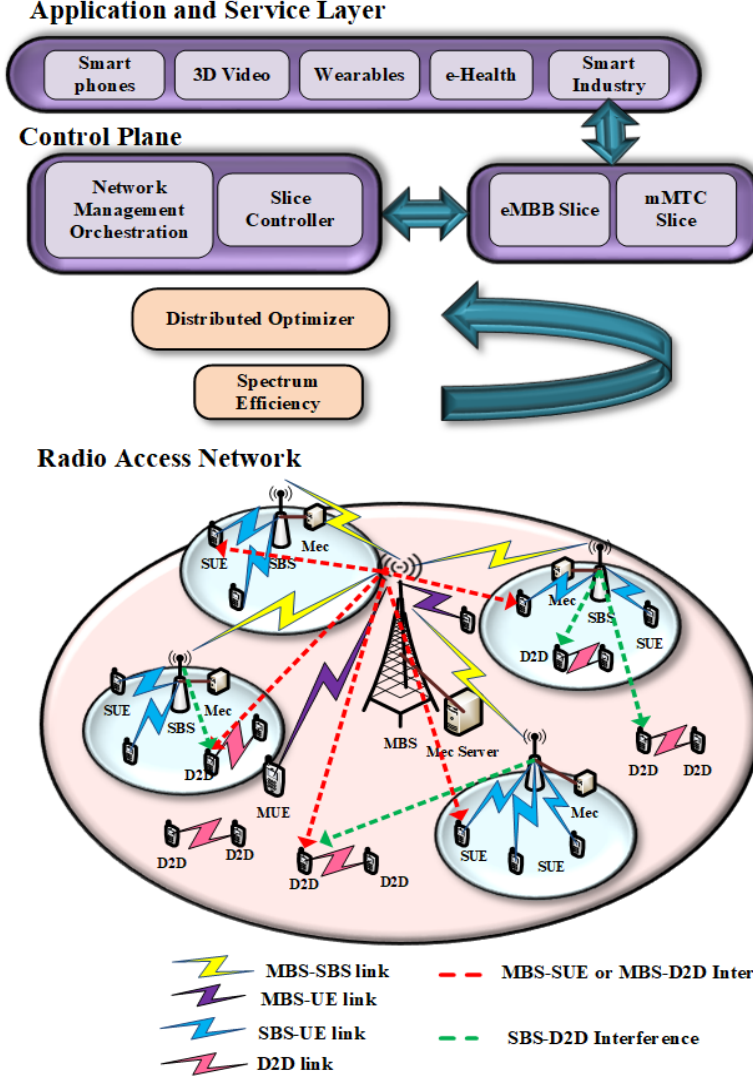 Application and Service Layer
Smart
phones
3D Video
Wearables
e-Health
Smart
Industry
Control Plane
Network
Management
Orchestration
Slice
Controller
eMBB Slice
mMTC
Slice
Distributed Optimizer
Spectrum
Efficiency
Radio Access Network
Mec
SUE
SBS
Mec
SBS
SUE
D2D
SUE
SBS
Mec
D2D
MBS
Mec Server
D2D
D2D
MUE
Mec
D2D
D2D
SUE
SUE
D2D
D2D
MBS-SBS link
MBS-UE link
SBS-UE link
D2D link
MBS-SUE or MBS-D2D Inter
SBS-D2D Interference